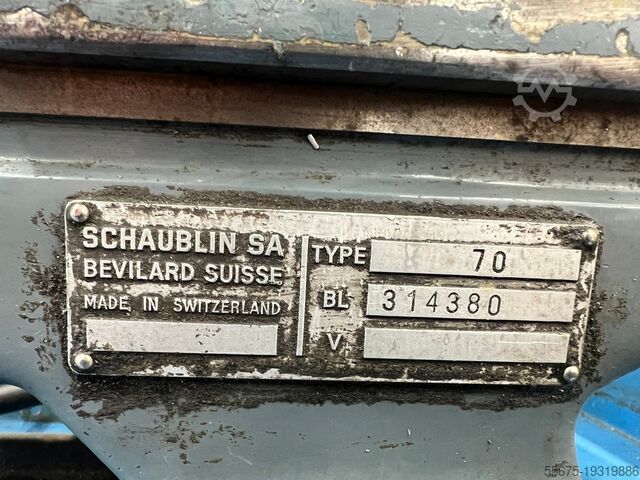 SCHAUBLIN SA
BEVILARD SUISSE
MADE IN SWITZERLAND
TYPE 70
BL 314380
V
55675-19319886